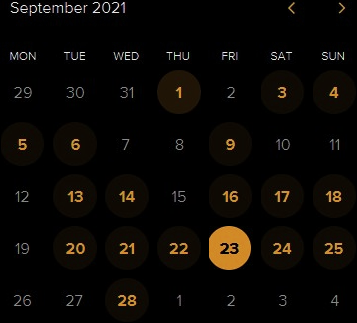 September 2021
MON TUE WED THU FRI SAT SUN
29 30 31 1 2 3 4
5 6 7 8 9 10 11
12 13 14 15 16 17 18
19 20 21 22 23 24 25
26 27 28 1 2 3 4